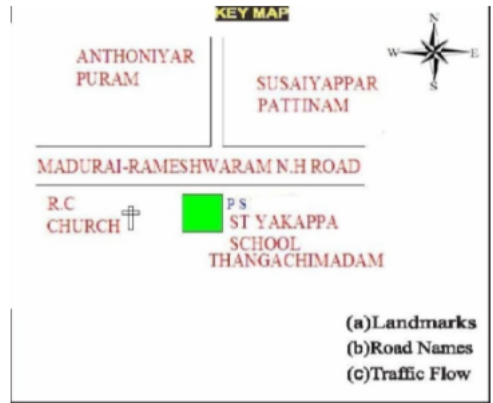 KEY MAP
N
W E
S
ANTHONIYAR
PURAM
SUSAIYAPPAR
PATTINAM
MADURAI-RAMESHWARAM N.H ROAD
R.C
CHURCH
P S
ST YAKAPPA
SCHOOL
THANGACHIMADAM
(a)Landmarks
(b)Road Names
(c)Traffic Flow